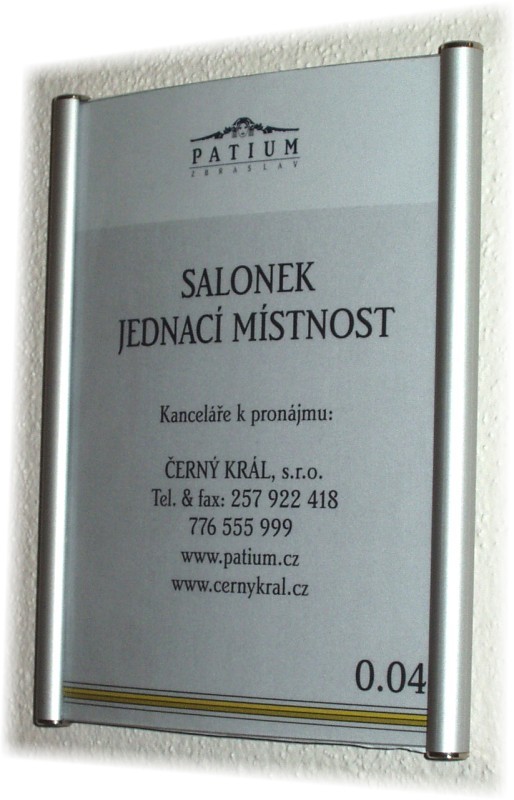 PATIUM
ZBRASLAV
SALONEK
JEDNACÍ MÍSTNOST
Kanceláře k pronájmu:
ČERNÝ KRÁL, s.r.o.
Tel. & fax: 257 922 418
776 555 999
www.patium.cz
www.cernykral.cz
0.04